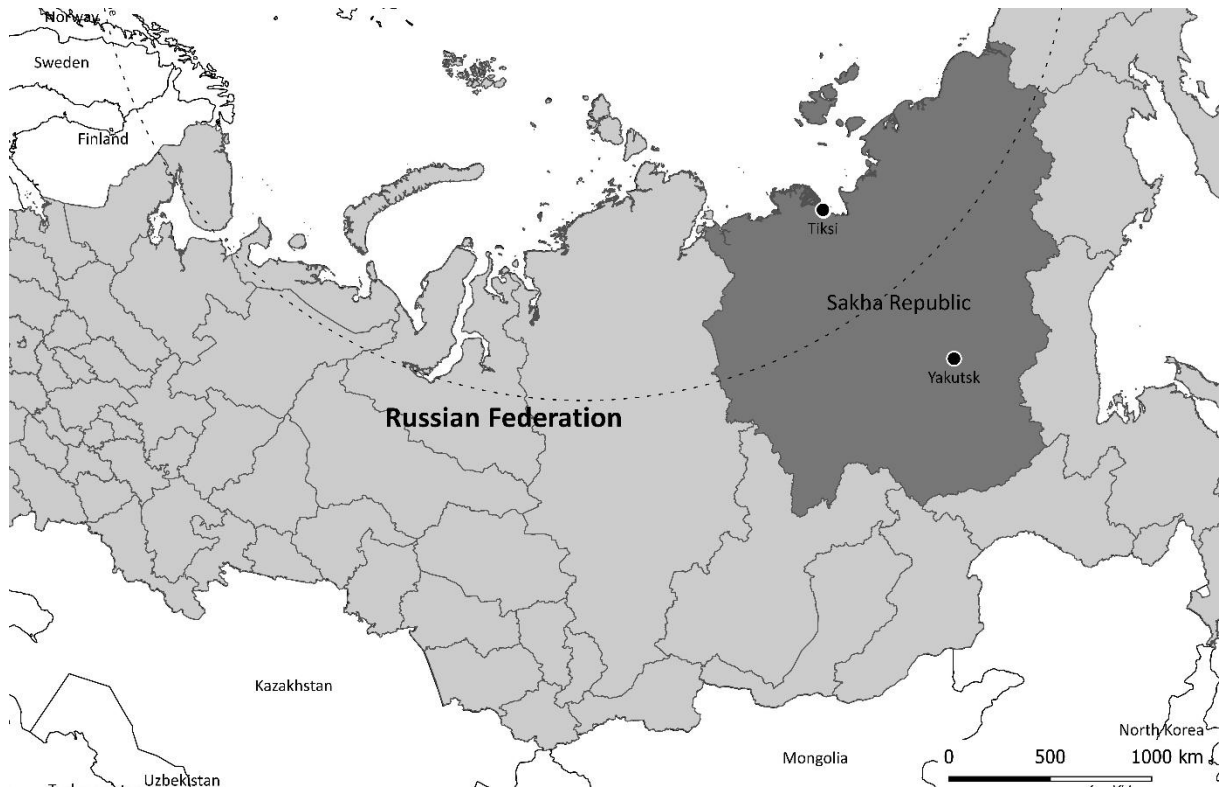 Norway
Sweden
Finland
Tiksi
Sakha Republic
Yakutsk
Russian Federation
Kazakhstan
North Korea
0 500 1000 km
Mongolia
Uzbekistan